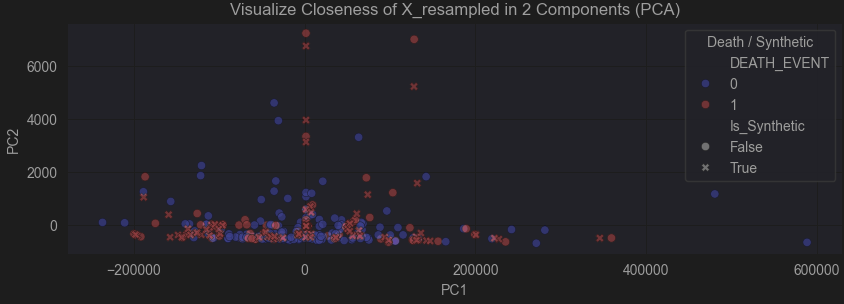 Visualize Closeness of X_resampled in 2 Components (PCA)
Death / Synthetic
DEATH_EVENT
0
1
Is_Synthetic
False
True
PC2
6000
4000
2000
0
−200000
0
200000
400000
600000
PC1